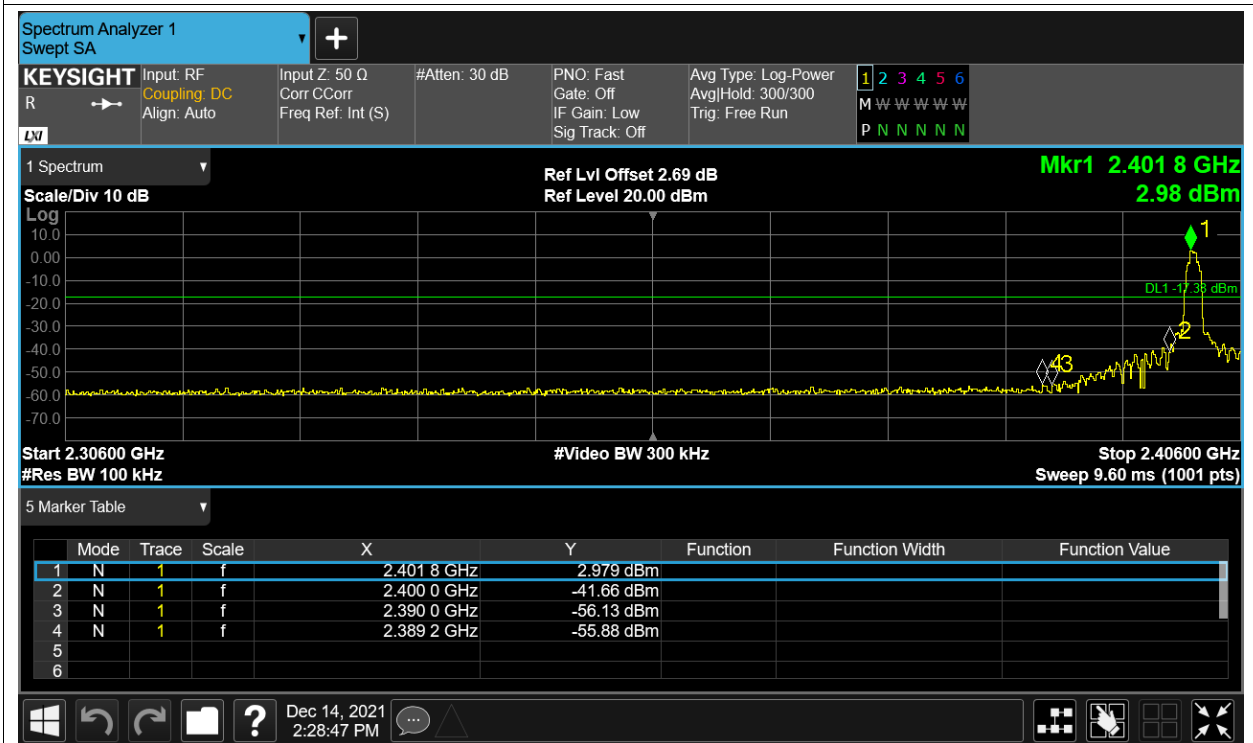 Spectrum Analyzer 1
Swept SA
KEYSIGHT
R
LXI
Input: RF
Coupling: DC
Align: Auto
Input Z: 50 Ω
Corr CCorr
Freq Ref: Int (S)
#Atten: 30 dB
PNO: Fast
Gate: Off
IF Gain: Low
Sig Track: Off
Avg Type: Log-Power
Avg|Hold: 300/300
Trig: Free Run
1 2 3 4 5 6
M W W W W W
P N N N N N
1 Spectrum
Scale/Div 10 dB
Ref Lvl Offset 2.69 dB
Ref Level 20.00 dBm
Mkr1 2.401 8 GHz
2.98 dBm
Log
10.0
0.00
-10.0
-20.0
-30.0
-40.0
-50.0
-60.0
-70.0
1
DL1 -17.38 dBm
2
43
Start 2.30600 GHz
#Res BW 100 kHz
#Video BW 300 kHz
Stop 2.40600 GHz
Sweep 9.60 ms (1001 pts)
5 Marker Table
Mode Trace Scale X Y Function Function Width Function Value
1 N 1 f 2.401 8 GHz 2.979 dBm
2 N 1 f 2.400 0 GHz -41.66 dBm
3 N 1 f 2.390 0 GHz -56.13 dBm
4 N 1 f 2.389 2 GHz -55.88 dBm
5
6
?
Dec 14, 2021
2:28:47 PM